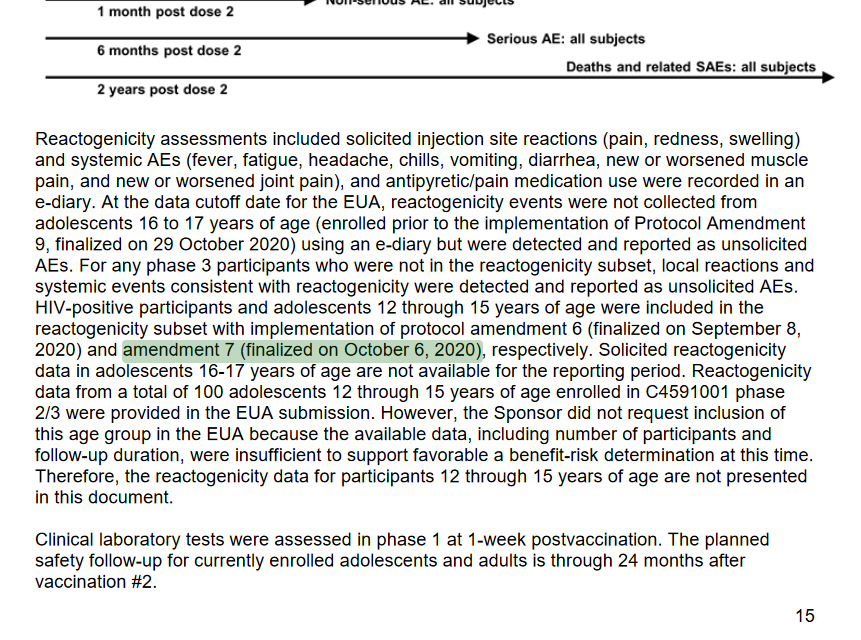 Non-serious AE: all subjects
1 month post dose 2
Serious AE: all subjects
6 months post dose 2
Deaths and related SAEs: all subjects
2 years post dose 2
Reactogenicity assessments included solicited injection site reactions (pain, redness, swelling)
and systemic AEs (fever, fatigue, headache, chills, vomiting, diarrhea, new or worsened muscle
pain, and new or worsened joint pain), and antipyretic/pain medication use were recorded in an
e-diary. At the data cutoff date for the EUA, reactogenicity events were not collected from
adolescents 16 to 17 years of age (enrolled prior to the implementation of Protocol Amendment
9, finalized on 29 October 2020) using an e-diary but were detected and reported as unsolicited
AEs. For any phase 3 participants who were not in the reactogenicity subset, local reactions and
systemic events consistent with reactogenicity were detected and reported as unsolicited AEs.
HIV-positive participants and adolescents 12 through 15 years of age were included in the
reactogenicity subset with implementation of protocol amendment 6 (finalized on September 8,
2020) and amendment 7 (finalized on October 6, 2020), respectively. Solicited reactogenicity
data in adolescents 16-17 years of age are not available for the reporting period. Reactogenicity
data from a total of 100 adolescents 12 through 15 years of age enrolled in C4591001 phase
2/3 were provided in the EUA submission. However, the Sponsor did not request inclusion of
this age group in the EUA because the available data, including number of participants and
follow-up duration, were insufficient to support favorable a benefit-risk determination at this time.
Therefore, the reactogenicity data for participants 12 through 15 years of age are not presented
in this document.
Clinical laboratory tests were assessed in phase 1 at 1-week postvaccination. The planned
safety follow-up for currently enrolled adolescents and adults is through 24 months after
vaccination #2.
15